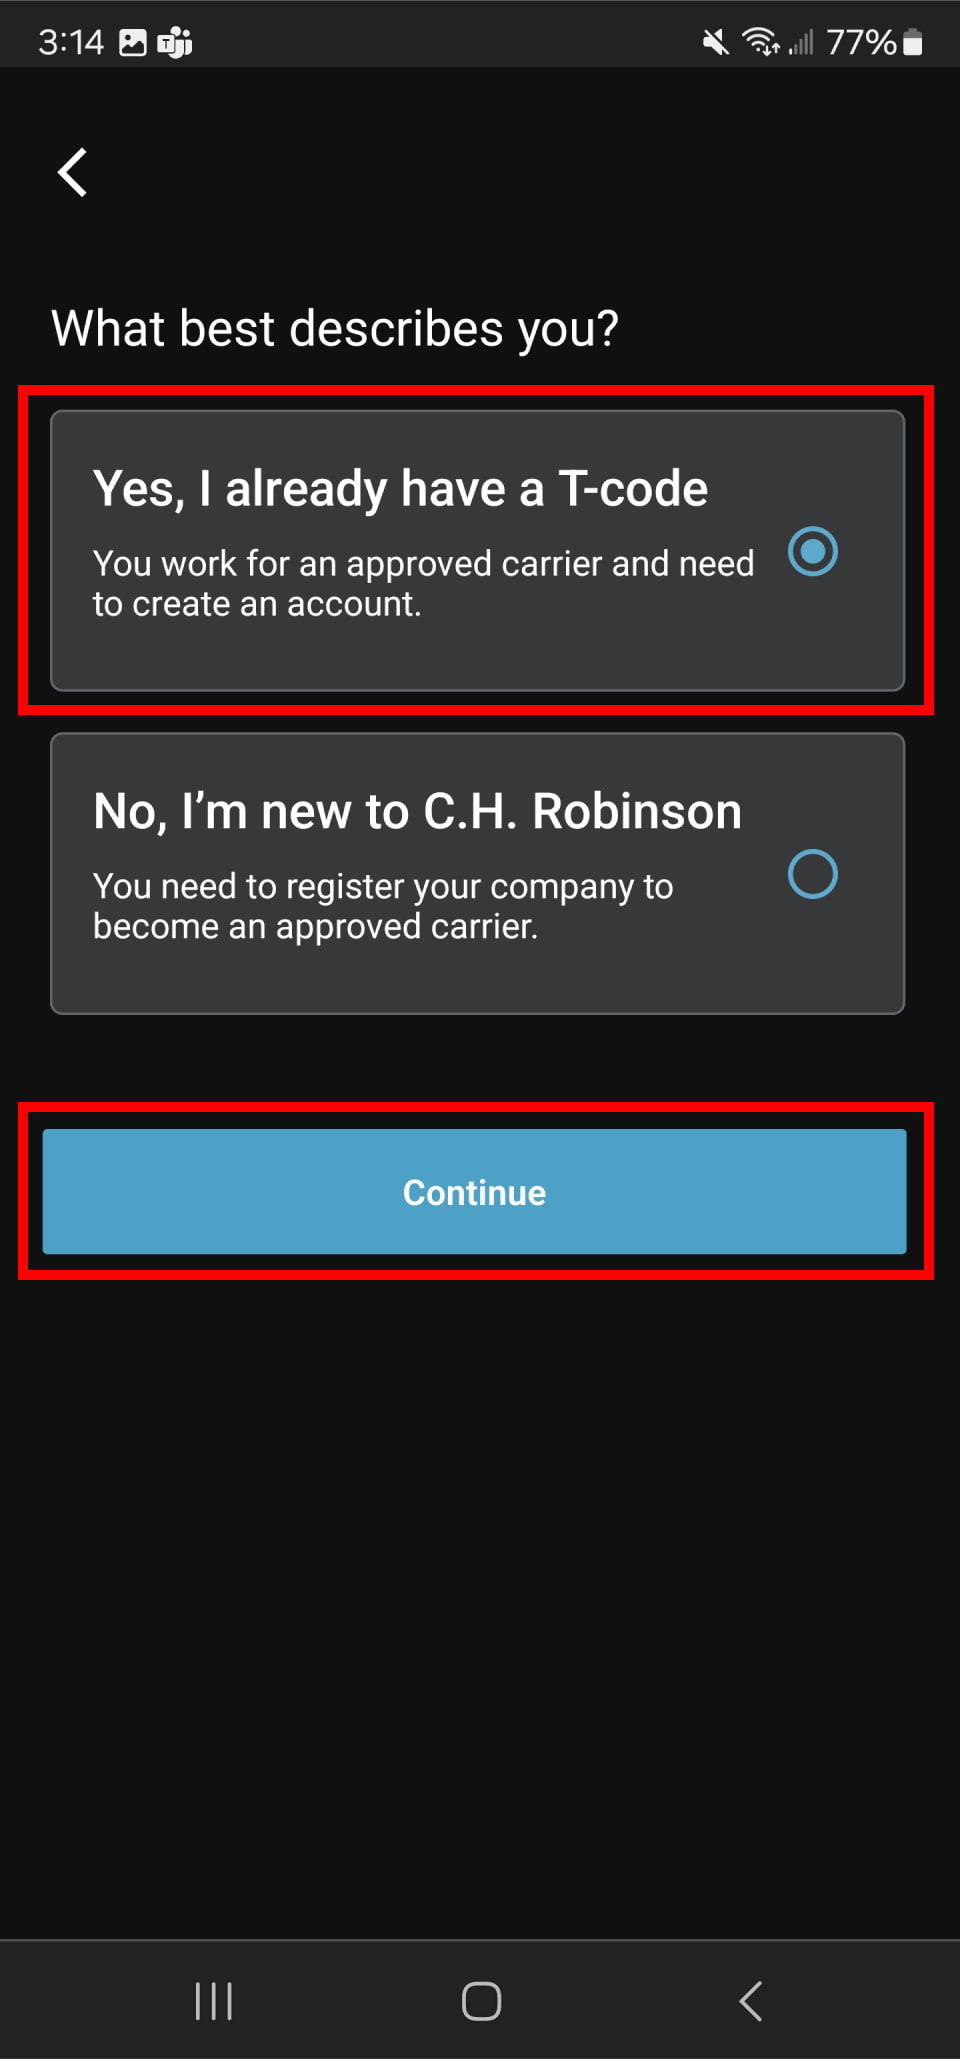 3:14
77%
What best describes you?
Yes, I already have a T-code
You work for an approved carrier and need
to create an account.
No, I’m new to C.H. Robinson
You need to register your company to
become an approved carrier.
Continue